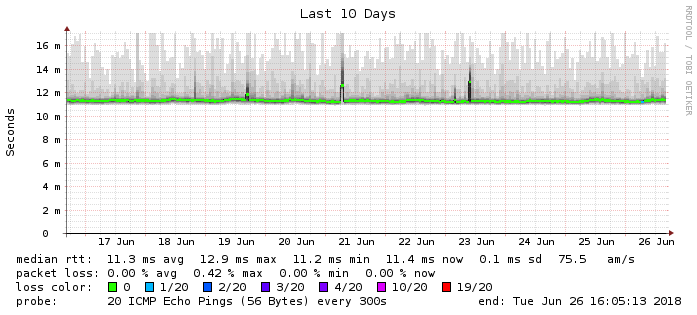 Last 10 Days
RRDTOOL / TOBI OETIKER
Seconds
16 m
14 m
12 m
10 m
8 m
6 m
4 m
2 m
0
17 Jun 18 Jun 19 Jun 20 Jun 21 Jun 22 Jun 23 Jun 24 Jun 25 Jun 26 Jun
median rtt: 11.3 ms avg 12.9 ms max 11.2 ms min 11.4 ms now 0.1 ms sd 75.5 am/s
packet loss: 0.00 % avg 0.42 % max 0.00 % min 0.00 % now
loss color: 0 1/20 2/20 3/20 4/20 10/20 19/20
probe: 20 ICMP Echo Pings (56 Bytes) every 300s end: Tue Jun 26 16:05:13 2018